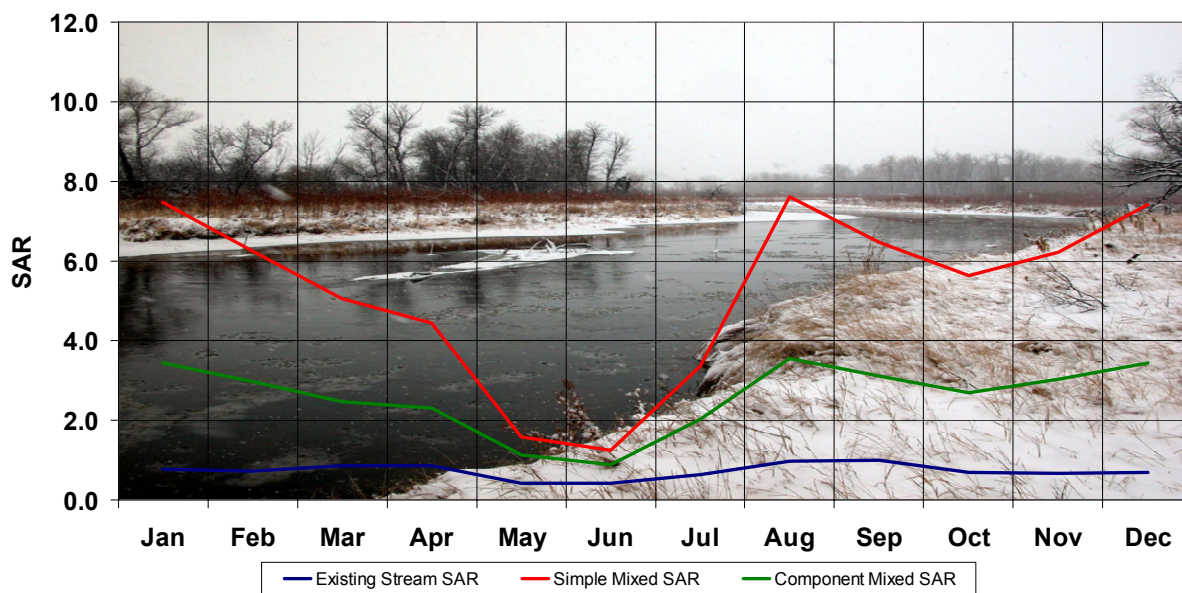 12.0
10.0
8.0
6.0
4.0
2.0
0.0
SAR
Jan Feb Mar Apr May Jun Jul Aug Sep Oct Nov Dec
Existing Stream SAR Simple Mixed SAR Component Mixed SAR